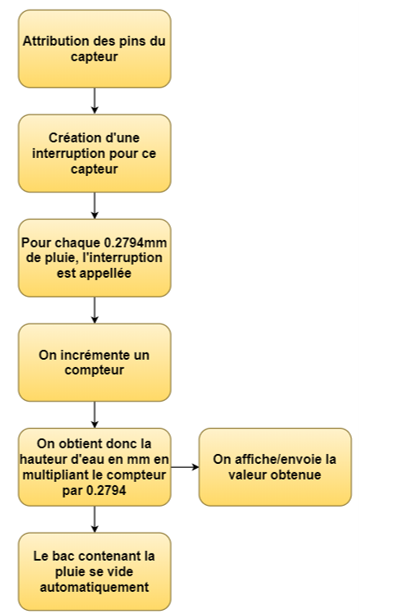 Attribution des pins du
capteur
Création d'une
interruption pour ce
capteur
Pour chaque 0.2794mm
de pluie, l'interruption
est appellée
On incrémente un
compteur
On obtient donc la
hauteur d'eau en mm en
multipliant le compteur
par 0.2794
On affiche/envoie la
valeur obtenue
Le bac contenant la
pluie se vide
automatiquement